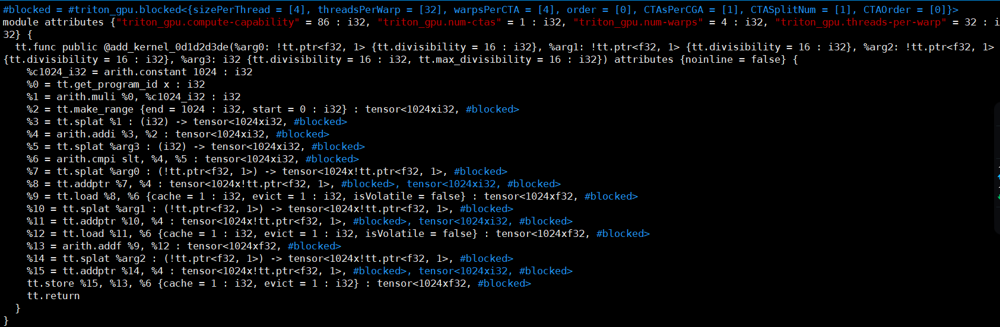 #blocked = #triton_gpu.blocked<{sizePerThread = [4], threadsPerWarp = [32], warpsPerCTA = [4], order = [0], CTAsPerCGA = [1], CTASplitNum = [1], CTAOrder = [0]}>
module attributes {"triton_gpu.compute-capability" = 86 : i32, "triton_gpu.num-ctas" = 1 : i32, "triton_gpu.num-warps" = 4 : i32, "triton_gpu.threads-per-warp" = 32 : i
32} {
  tt.func public @add_kernel_0d1d2d3de(%arg0: !tt.ptr<f32, 1> {tt.divisibility = 16 : i32}, %arg1: !tt.ptr<f32, 1> {tt.divisibility = 16 : i32}, %arg2: !tt.ptr<f32, 1>
{tt.divisibility = 16 : i32}, %arg3: i32 {tt.divisibility = 16 : i32, tt.max_divisibility = 16 : i32}) attributes {noinline = false} {
    %c1024_i32 = arith.constant 1024 : i32
    %0 = tt.get_program_id x : i32
    %1 = arith.muli %0, %c1024_i32 : i32
    %2 = tt.make_range {end = 1024 : i32, start = 0 : i32} : tensor<1024xi32, #blocked>
    %3 = tt.splat %1 : (i32) -> tensor<1024xi32, #blocked>
    %4 = arith.addi %3, %2 : tensor<1024xi32, #blocked>
    %5 = tt.splat %arg3 : (i32) -> tensor<1024xi32, #blocked>
    %6 = arith.cmpi slt, %4, %5 : tensor<1024xi32, #blocked>
    %7 = tt.splat %arg0 : (!tt.ptr<f32, 1>) -> tensor<1024x!tt.ptr<f32, 1>, #blocked>
    %8 = tt.addptr %7, %4 : tensor<1024x!tt.ptr<f32, 1>, #blocked>, tensor<1024xi32, #blocked>
    %9 = tt.load %8, %6 {cache = 1 : i32, evict = 1 : i32, isVolatile = false} : tensor<1024xf32, #blocked>
    %10 = tt.splat %arg1 : (!tt.ptr<f32, 1>) -> tensor<1024x!tt.ptr<f32, 1>, #blocked>
    %11 = tt.addptr %10, %4 : tensor<1024x!tt.ptr<f32, 1>, #blocked>, tensor<1024xi32, #blocked>
    %12 = tt.load %11, %6 {cache = 1 : i32, evict = 1 : i32, isVolatile = false} : tensor<1024xf32, #blocked>
    %13 = arith.addf %9, %12 : tensor<1024xf32, #blocked>
    %14 = tt.splat %arg2 : (!tt.ptr<f32, 1>) -> tensor<1024x!tt.ptr<f32, 1>, #blocked>
    %15 = tt.addptr %14, %4 : tensor<1024x!tt.ptr<f32, 1>, #blocked>, tensor<1024xi32, #blocked>
    tt.store %15, %13, %6 {cache = 1 : i32, evict = 1 : i32} : tensor<1024xf32, #blocked>
    tt.return
  }
}